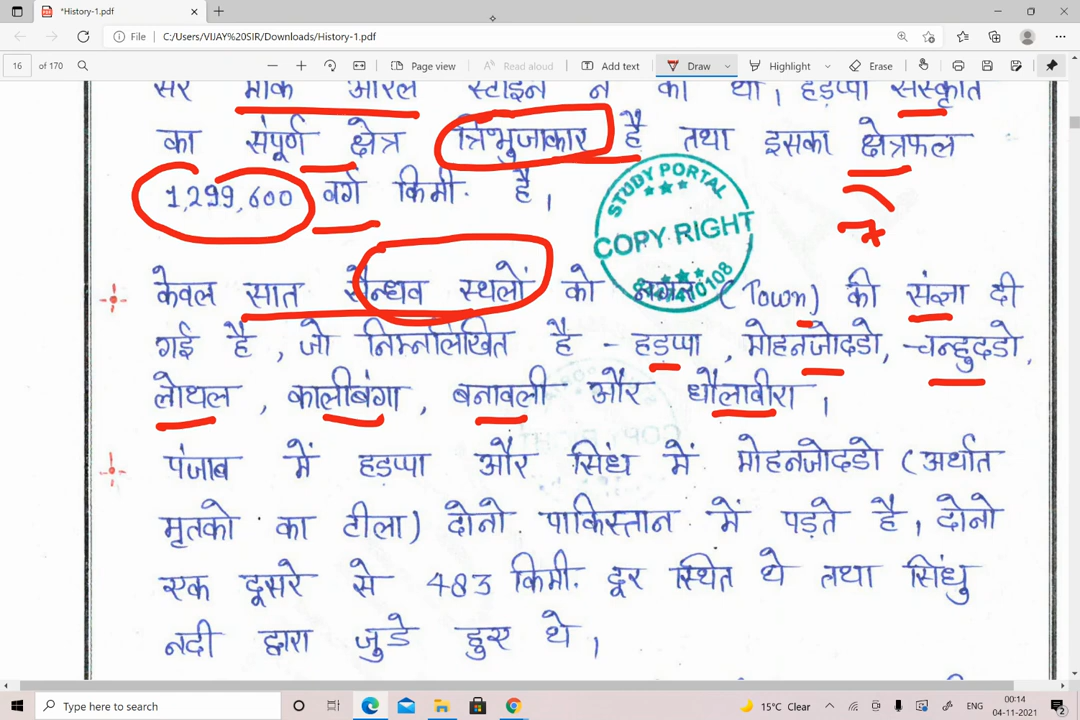 *History-1.pdf
File
C:/Users/VIJAY%20SIR/Downloads/History-1.pdf
16 of 170
Page view
Read aloud
Add text
Draw
Highlight
Erase
सर मार्क ऑरेल स्टाइन ने की थी। हड़प्पा संस्कृति
का संपूर्ण क्षेत्र त्रिभुजाकार है तथा इसका क्षेत्रफल
1,299,600 वर्ग किमी. है।
7
STUDY PORTAL
COPY RIGHT
केवल सात सैन्धव स्थलों को (Town) की संज्ञा दी
गई है, जो निम्नलिखित है - हड़प्पा, मोहनजोदडो, चन्हुदडो,
लोथल, कालीबंगा, बनावली और धौलावीरा।
पंजाब में हड़प्पा और सिंध में मोहनजोदडो (अर्थात
मृतको का टीला) दोनो पाकिस्तान में पड़ते है, दोनो
एक दूसरे से 483 किमी. दूर स्थित थे तथा सिंधु
नदी द्वारा जुडे हुए थे।
Type here to search
15°C Clear
ENG
00:14
04-11-2021
2